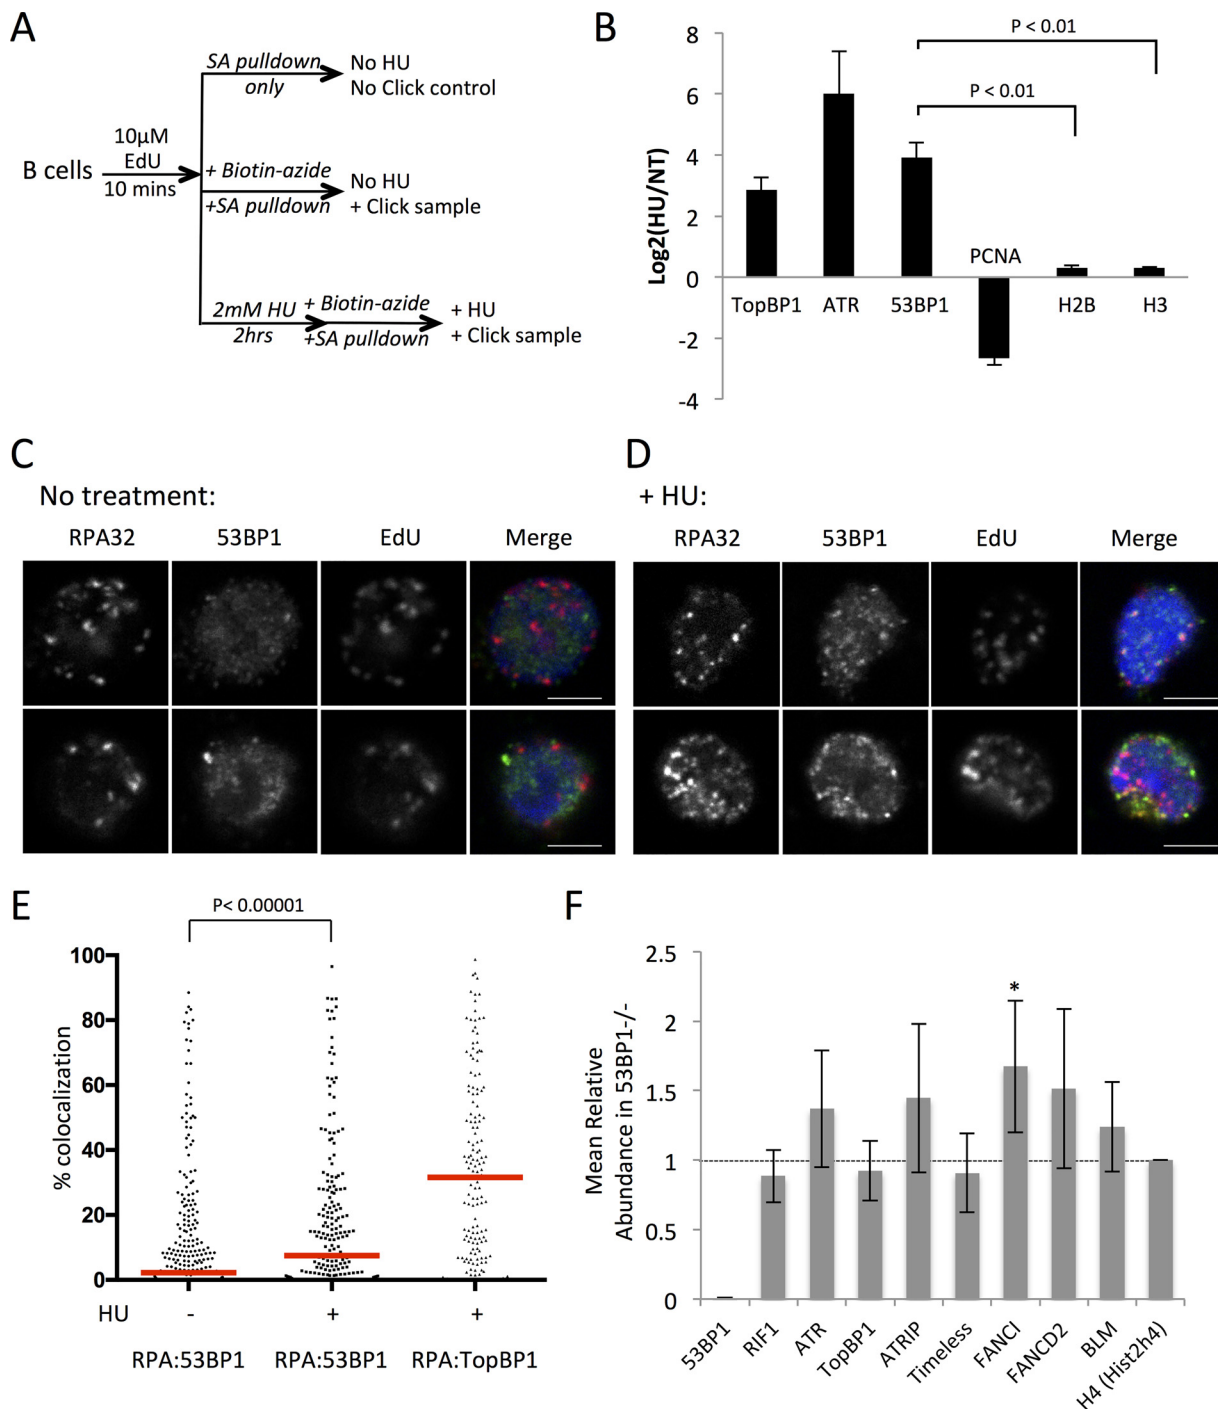 A
SA pulldown
only
No HU
No Click control
B cells
10µM
EdU
10 mins
+ Biotin-azide
+SA pulldown
No HU
+ Click sample
2mM HU
2hrs
+ Biotin-azide
+SA pulldown
+ HU
+ Click sample
B
Log2(HU/NT)
8
6
4
2
0
-2
-4
P < 0.01
P < 0.01
PCNA
TopBP1
ATR
53BP1
H2B
H3
C
No treatment:
RPA32
53BP1
EdU
Merge
D
+ HU:
RPA32
53BP1
EdU
Merge
E
P< 0.00001
% colocalization
100
80
60
40
20
0
HU
-
+
+
RPA:53BP1
RPA:53BP1
RPA:TopBP1
F
Mean Relative
Abundance in 53BP1-/-
2.5
2
1.5
1
0.5
0
*
53BP1
RIF1
ATR
TopBP1
ATRIP
Timeless
FANCI
FANCD2
BLM
H4 (Hist2h4)